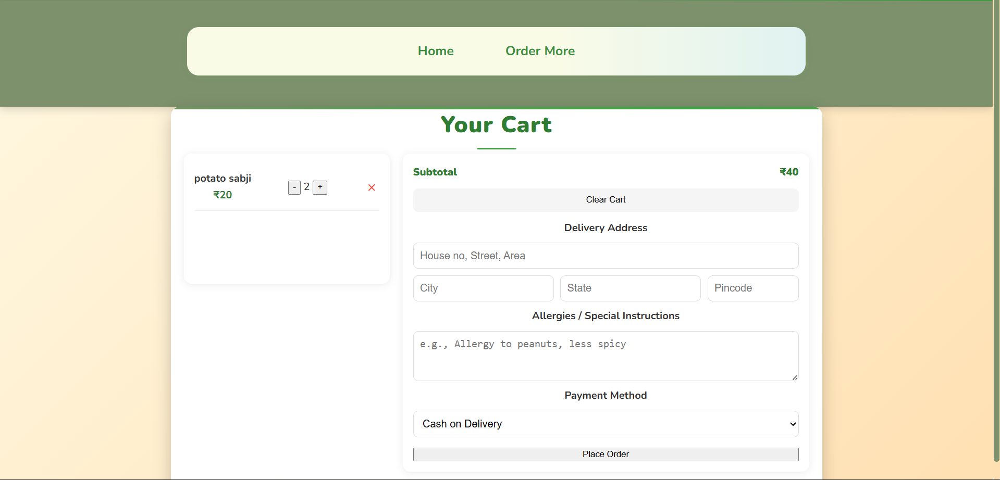 Home
Order More
Your Cart
potato sabji
₹20
- 2 +
×
Subtotal ₹40
Clear Cart
Delivery Address
House no, Street, Area
City State Pincode
Allergies / Special Instructions
e.g., Allergy to peanuts, less spicy
Payment Method
Cash on Delivery
Place Order